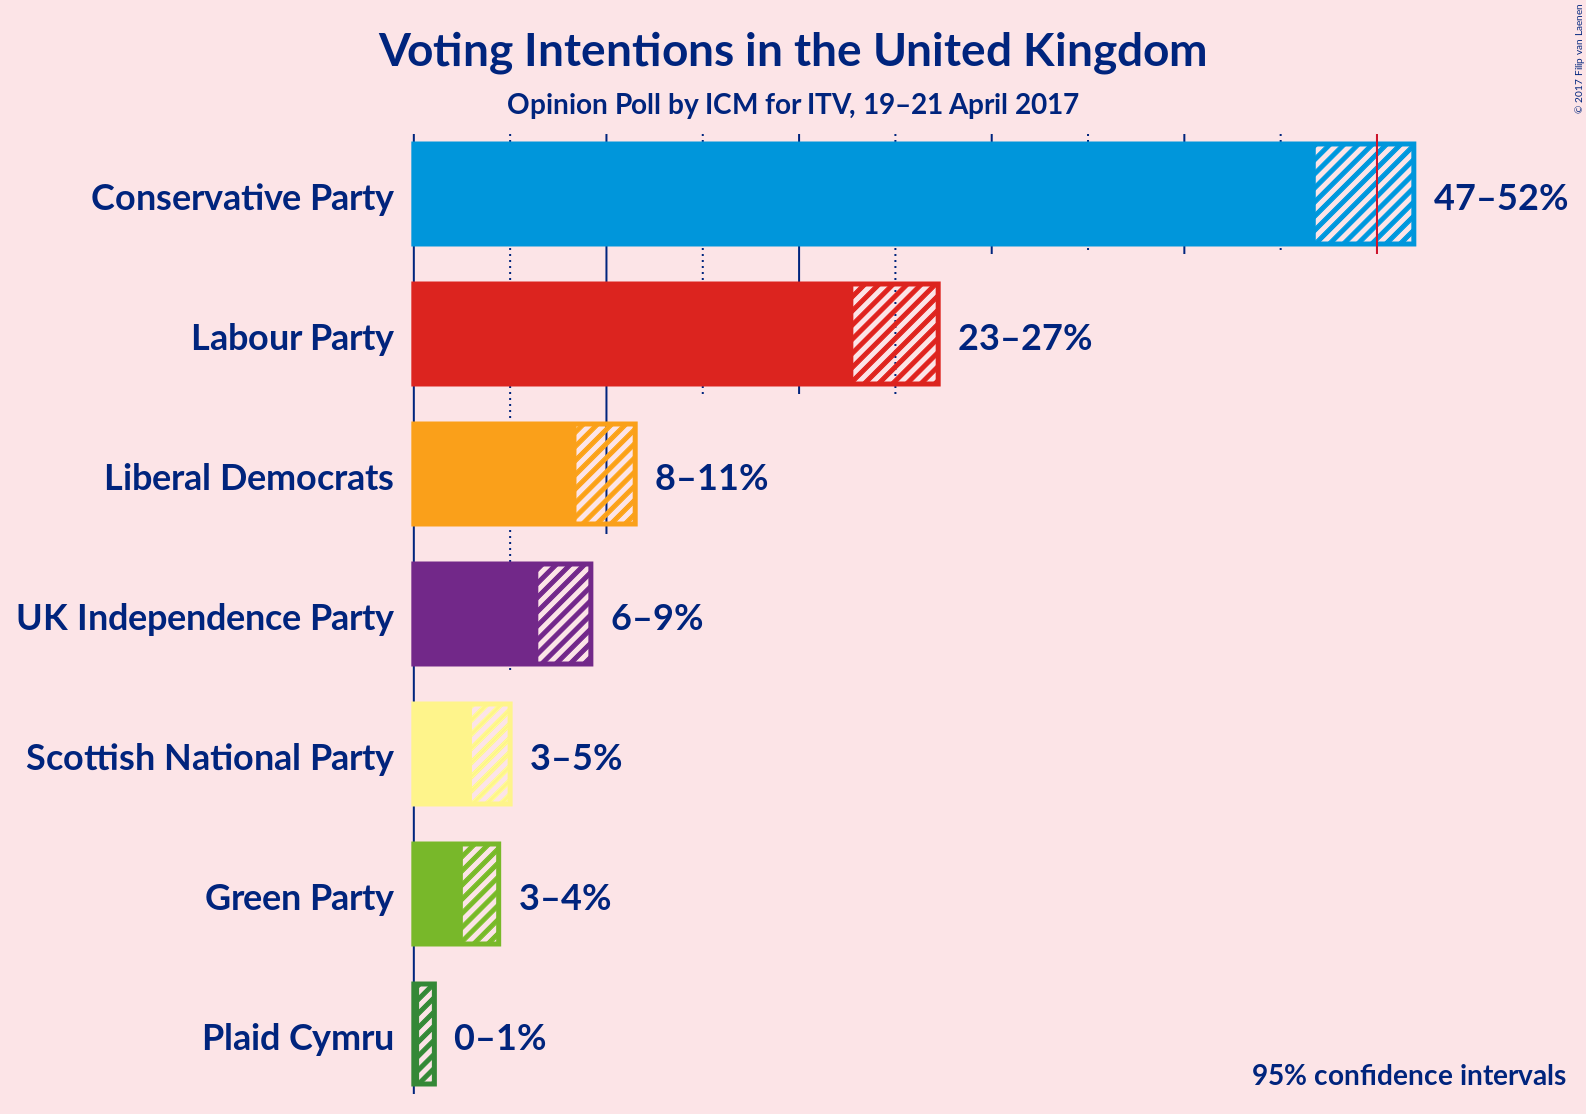 Voting Intentions in the United Kingdom
Opinion Poll by ICM for ITV, 19–21 April 2017
© 2017 Filip van Laenen
Conservative Party 47–52%
Labour Party 23–27%
Liberal Democrats 8–11%
UK Independence Party 6–9%
Scottish National Party 3–5%
Green Party 3–4%
Plaid Cymru 0–1%
95% confidence intervals